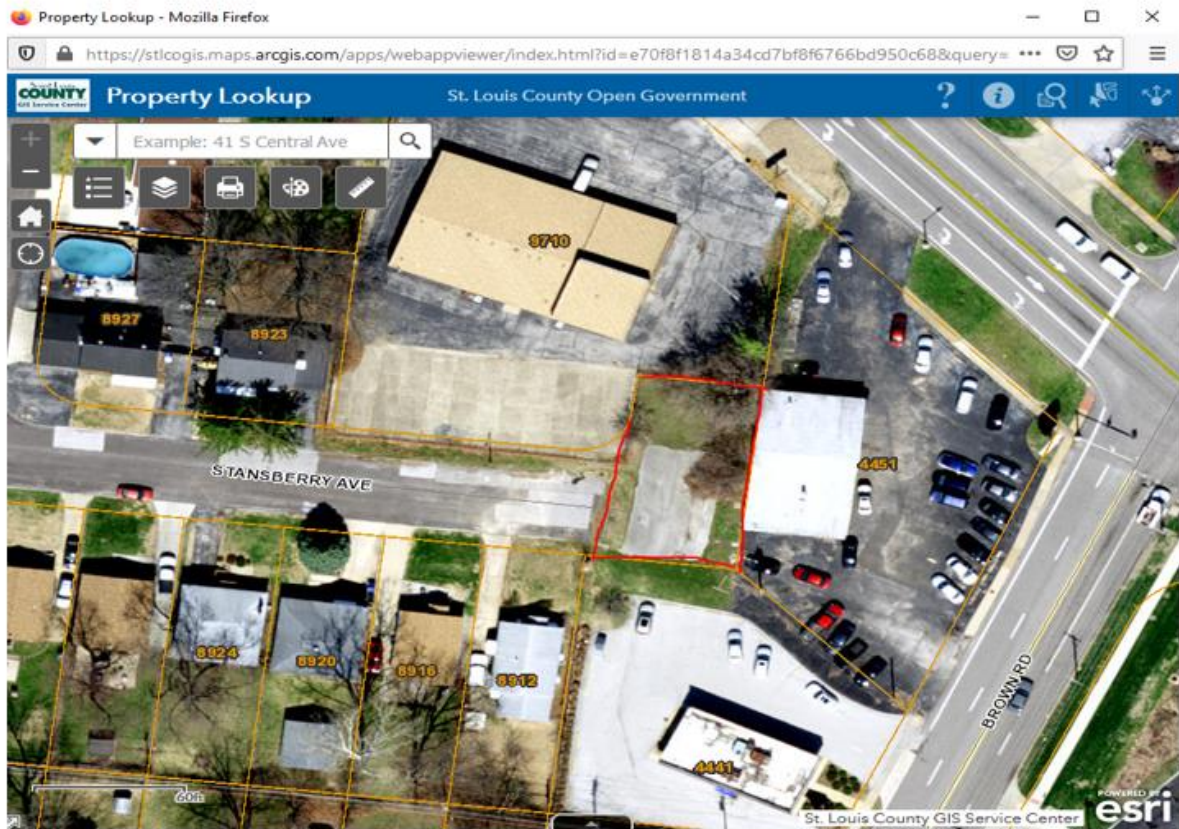 Property Lookup - Mozilla Firefox
https://stlcogis.maps.arcgis.com/apps/webappviewer/index.html?id=e70f8f1814a34cd7bf8f6766bd950c68&query=
COUNTY
GIS Service Center
Property Lookup
St. Louis County Open Government
?
Example: 41 S Central Ave
9710
8927
8923
4451
STANSBERRY AVE
8924
8920
8916
8912
BROWN RD
4441
60ft
St. Louis County GIS Service Center
POWERED BY
esri